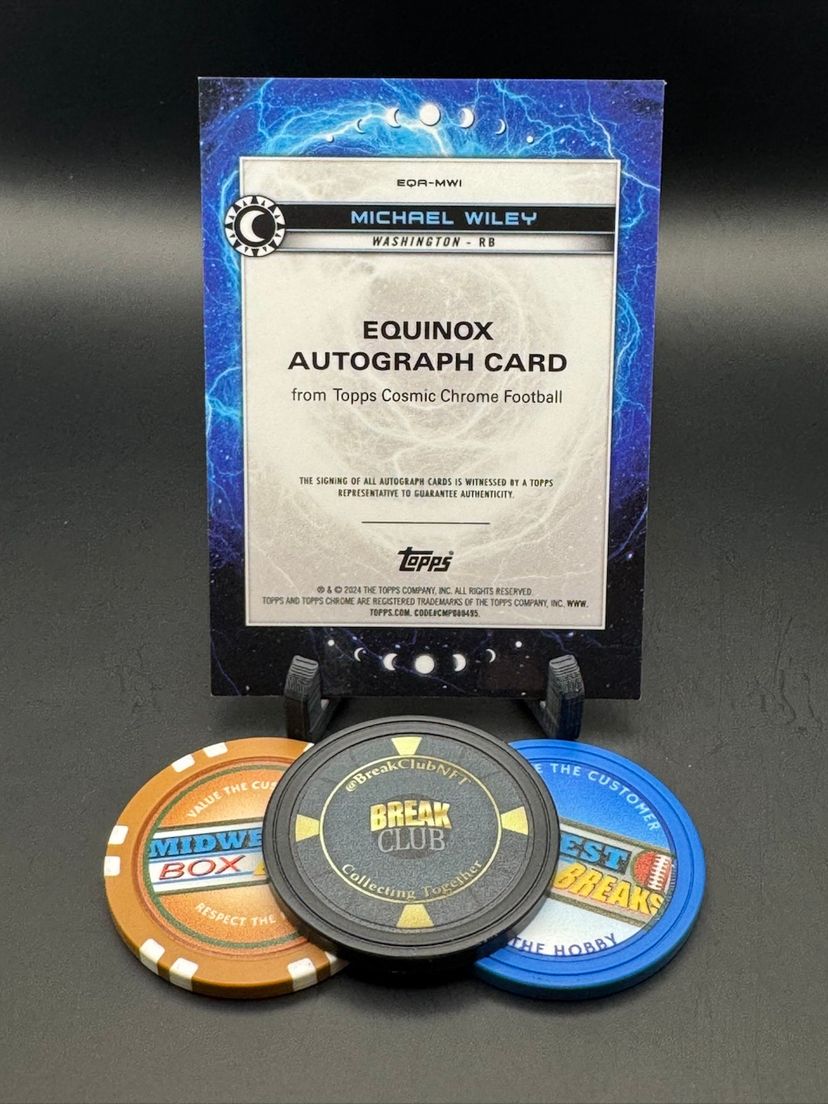 EQA-MWI
MICHAEL WILEY
WASHINGTON - RB
EQUINOX
AUTOGRAPH CARD
from Topps Cosmic Chrome Football
THE SIGNING OF ALL AUTOGRAPH CARDS IS WITNESSED BY A TOPPS
REPRESENTATIVE TO GUARANTEE AUTHENTICITY.
topps
® & © 2024 THE TOPPS COMPANY, INC. ALL RIGHTS RESERVED.
TOPPS AND TOPPS CHROME ARE REGISTERED TRADEMARKS OF THE TOPPS COMPANY, INC. WWW.
TOPPS.COM. CODE#CMP089495.
VALUE THE
BOX
RESPECT THE
@BreakClubNFT
BREAK
CLUB
Collecting Together
THE CUSTOMER
BREAKS
THE HOBBY